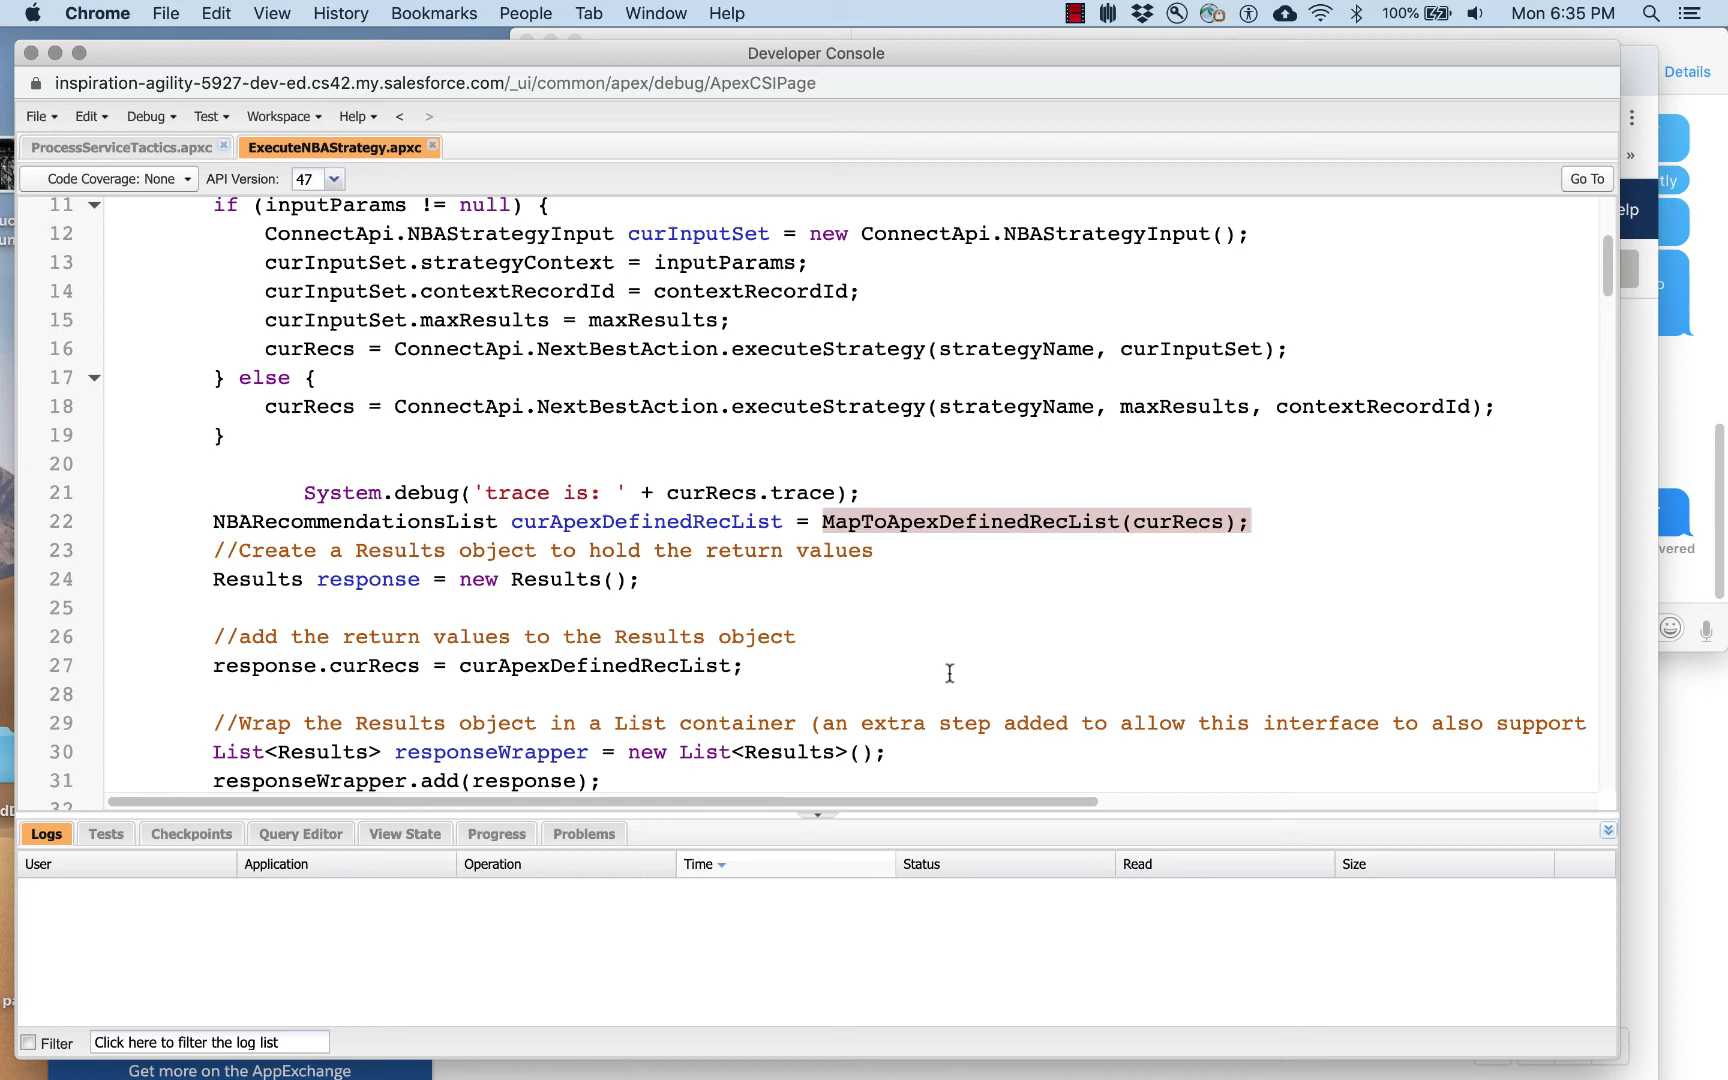 Chrome File Edit View History Bookmarks People Tab Window Help 100% Mon 6:35 PM
Developer Console
Details
inspiration-agility-5927-dev-ed.cs42.my.salesforce.com/_ui/common/apex/debug/ApexCSIPage
File Edit Debug Test Workspace Help < >
ProcessServiceTactics.apxc ExecuteNBAStrategy.apxc
»
Code Coverage: None API Version: 47 Go To
tly
elp
11 if (inputParams != null) {
12 ConnectApi.NBAStrategyInput curInputSet = new ConnectApi.NBAStrategyInput();
13 curInputSet.strategyContext = inputParams;
14 curInputSet.contextRecordId = contextRecordId;
15 curInputSet.maxResults = maxResults;
16 curRecs = ConnectApi.NextBestAction.executeStrategy(strategyName, curInputSet);
17 } else {
18 curRecs = ConnectApi.NextBestAction.executeStrategy(strategyName, maxResults, contextRecordId);
19 }
20
21 System.debug('trace is: ' + curRecs.trace);
22 NBARecommendationsList curApexDefinedRecList = MapToApexDefinedRecList(curRecs);
23 //Create a Results object to hold the return values
24 Results response = new Results();
25
26 //add the return values to the Results object
27 response.curRecs = curApexDefinedRecList;
28
29 //Wrap the Results object in a List container (an extra step added to allow this interface to also support
30 List<Results> responseWrapper = new List<Results>();
31 responseWrapper.add(response);
32
vered
Logs Tests Checkpoints Query Editor View State Progress Problems
User Application Operation Time Status Read Size
Filter Click here to filter the log list
Get more on the AppExchange